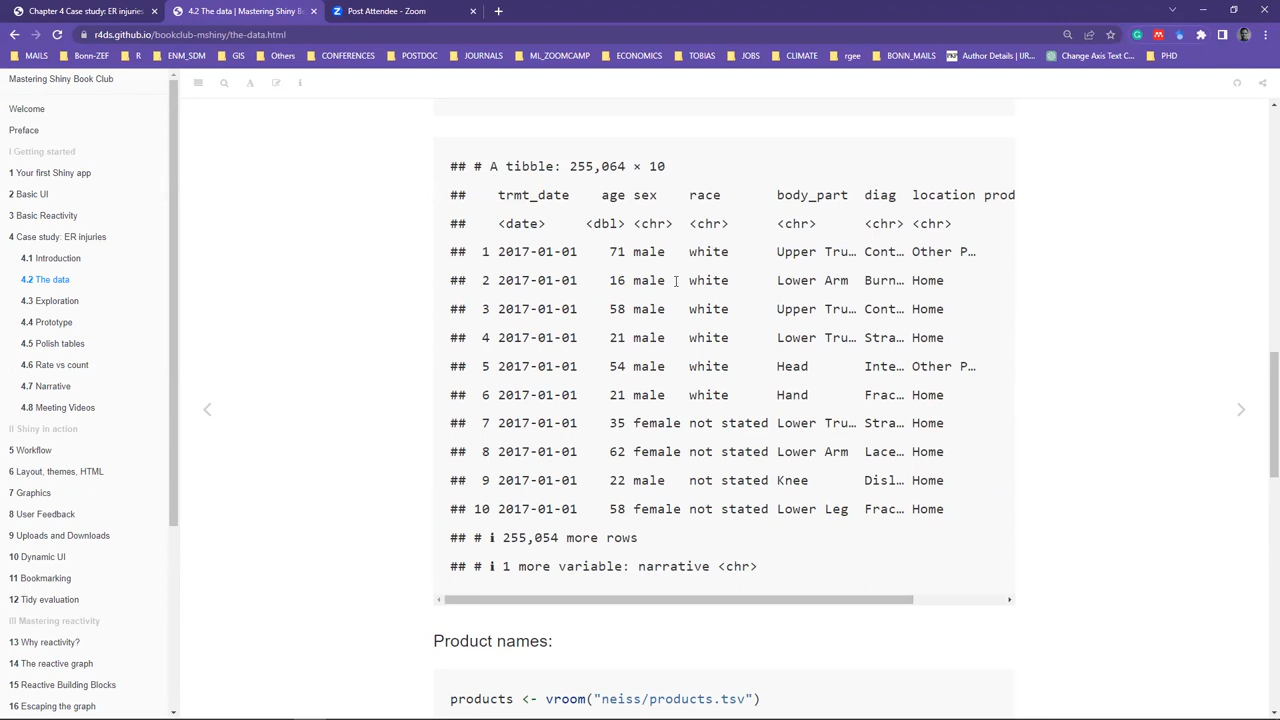 Chapter 4 Case study: ER injuries
4.2 The data | Mastering Shiny Bo
Post Attendee - Zoom
r4ds.github.io/bookclub-mshiny/the-data.html
MAILS Bonn-ZEF R ENM_SDM GIS Others CONFERENCES POSTDOC JOURNALS ML_ZOOMCAMP ECONOMICS TOBIAS JOBS CLIMATE rgee BONN_MAILS Author Details | IJR... Change Axis Text C... PHD
Mastering Shiny Book Club
Welcome
Preface
I Getting started
1 Your first Shiny app
2 Basic UI
3 Basic Reactivity
4 Case study: ER injuries
4.1 Introduction
4.2 The data
4.3 Exploration
4.4 Prototype
4.5 Polish tables
4.6 Rate vs count
4.7 Narrative
4.8 Meeting Videos
II Shiny in action
5 Workflow
6 Layout, themes, HTML
7 Graphics
8 User Feedback
9 Uploads and Downloads
10 Dynamic UI
11 Bookmarking
12 Tidy evaluation
III Mastering reactivity
13 Why reactivity?
14 The reactive graph
15 Reactive Building Blocks
16 Escaping the graph
## # A tibble: 255,064 × 10
## trmt_date age sex race body_part diag location prod
## <date> <dbl> <chr> <chr> <chr> <chr> <chr>
## 1 2017-01-01 71 male white Upper Tru… Cont… Other P…
## 2 2017-01-01 16 male white Lower Arm Burn… Home
## 3 2017-01-01 58 male white Upper Tru… Cont… Home
## 4 2017-01-01 21 male white Lower Tru… Stra… Home
## 5 2017-01-01 54 male white Head Inte… Other P…
## 6 2017-01-01 21 male white Hand Frac… Home
## 7 2017-01-01 35 female not stated Lower Tru… Stra… Home
## 8 2017-01-01 62 female not stated Lower Arm Lace… Home
## 9 2017-01-01 22 male not stated Knee Disl… Home
## 10 2017-01-01 58 female not stated Lower Leg Frac… Home
## # ℹ 255,054 more rows
## # ℹ 1 more variable: narrative <chr>
Product names:
products <- vroom("neiss/products.tsv")